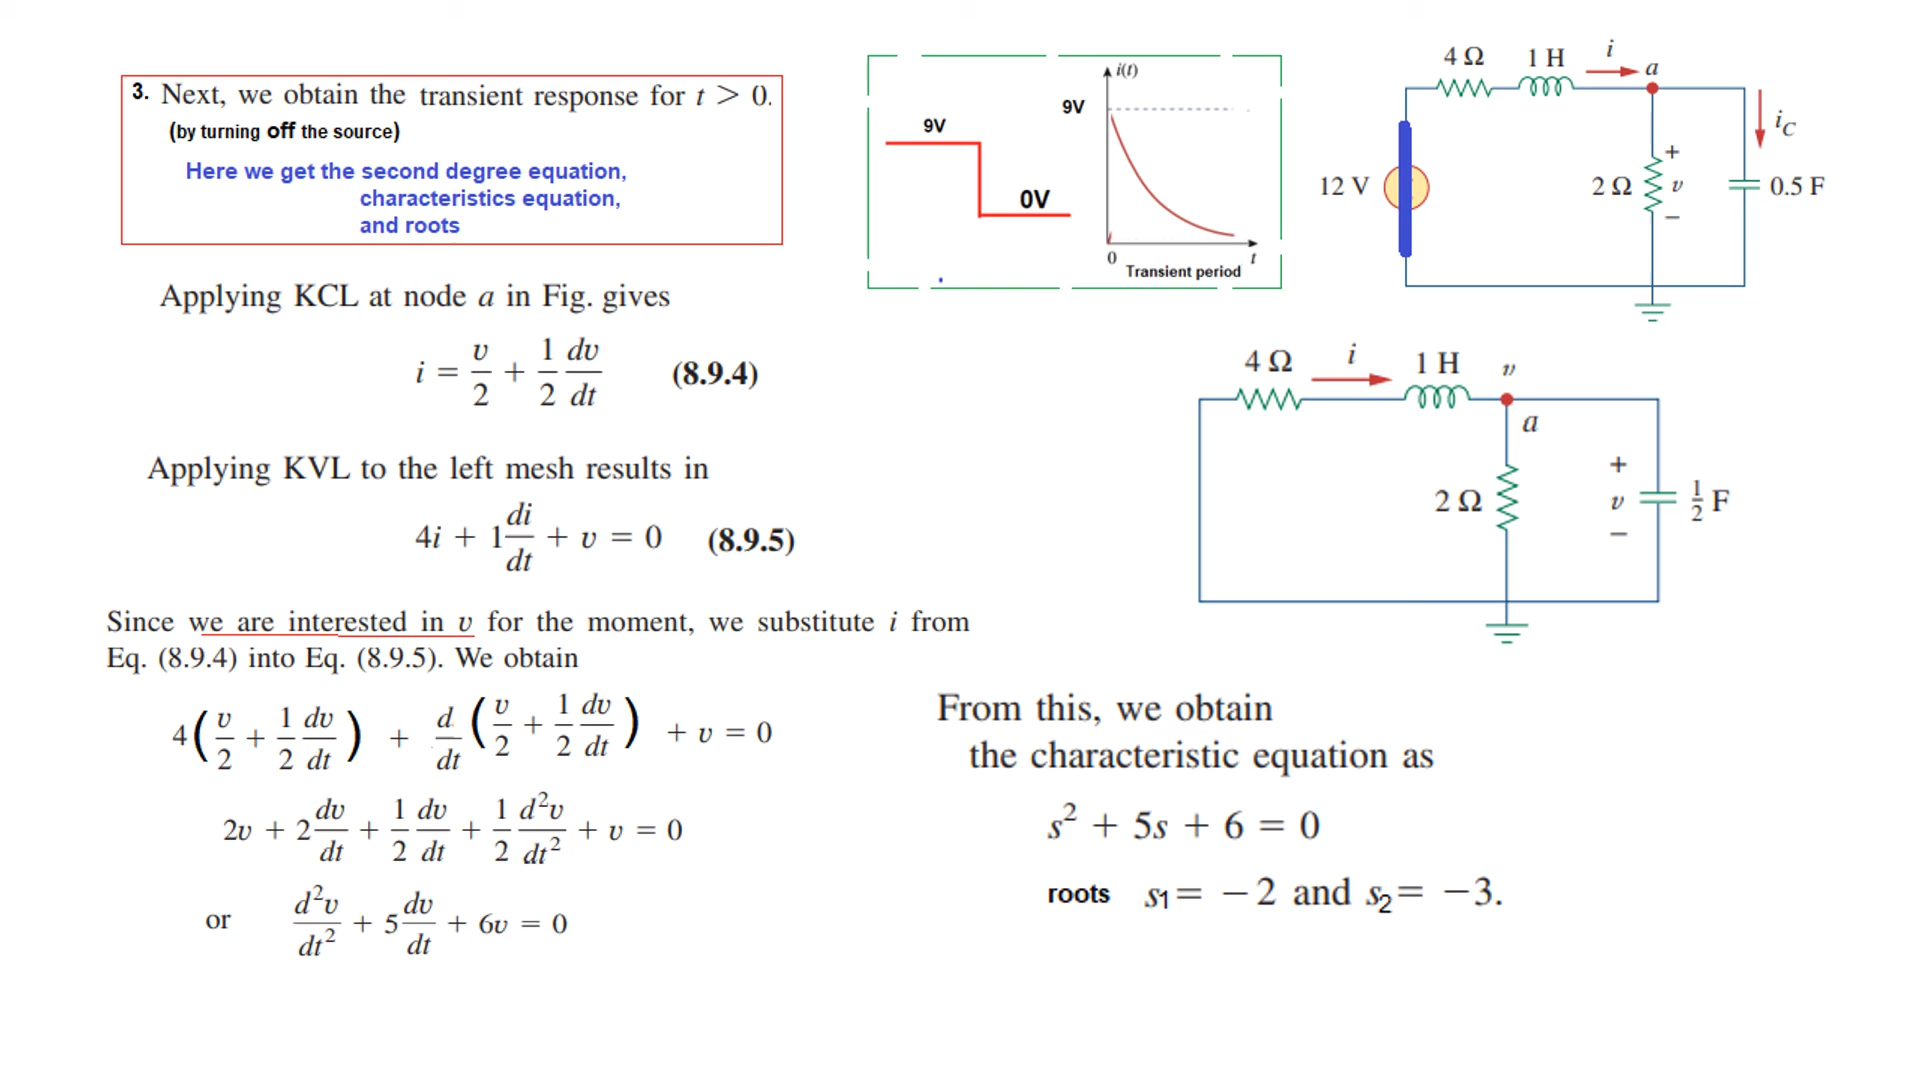 3. Next, we obtain the transient response for t > 0.
(by turning off the source)
Here we get the second degree equation,
characteristics equation,
and roots
Applying KCL at node a in Fig. gives
i = v/2 + 1/2 dv/dt (8.9.4)
Applying KVL to the left mesh results in
4i + 1 di/dt + v = 0 (8.9.5)
Since we are interested in v for the moment, we substitute i from
Eq. (8.9.4) into Eq. (8.9.5). We obtain
4(v/2 + 1/2 dv/dt) + d/dt (v/2 + 1/2 dv/dt) + v = 0
2v + 2 dv/dt + 1/2 dv/dt + 1/2 d²v/dt² + v = 0
or d²v/dt² + 5 dv/dt + 6v = 0
9V
0V
i(t)
9V
0
t
Transient period
4 Ω 1 H i a
iC
12 V
2 Ω
+
v
−
0.5 F
4 Ω i 1 H v
a
2 Ω
+
v
−
1/2 F
From this, we obtain
the characteristic equation as
s² + 5s + 6 = 0
roots s1 = −2 and s2 = −3.